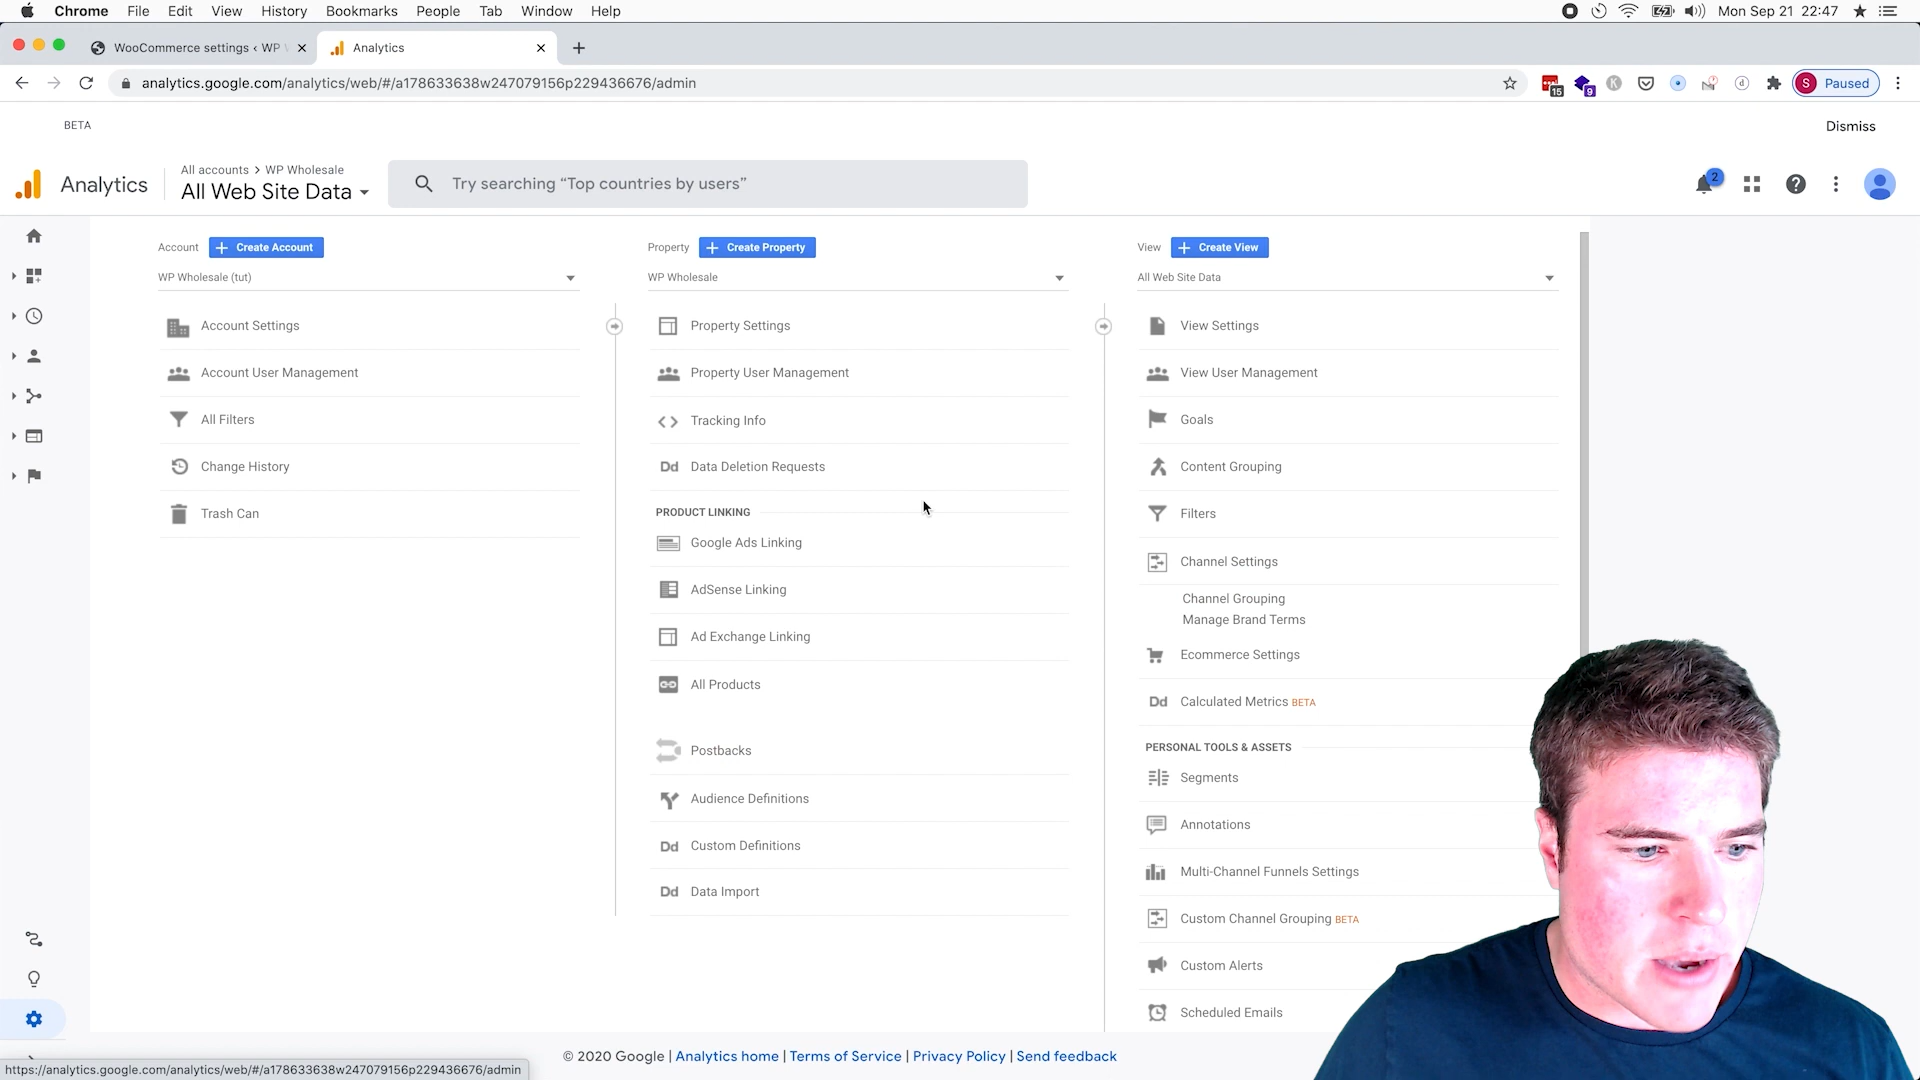 Chrome File Edit View History Bookmarks People Tab Window Help
Mon Sep 21 22:47
WooCommerce settings ‹ WP
Analytics
analytics.google.com/analytics/web/#/a178633638w247079156p229436676/admin
15
9
S Paused
BETA
Dismiss
Analytics
All accounts > WP Wholesale
All Web Site Data
Try searching “Top countries by users”
2
Account
Create Account
WP Wholesale (tut)
Account Settings
Account User Management
All Filters
Change History
Trash Can
Property
Create Property
WP Wholesale
Property Settings
Property User Management
Tracking Info
Dd Data Deletion Requests
PRODUCT LINKING
Google Ads Linking
AdSense Linking
Ad Exchange Linking
All Products
Postbacks
Audience Definitions
Dd Custom Definitions
Dd Data Import
View
Create View
All Web Site Data
View Settings
View User Management
Goals
Content Grouping
Filters
Channel Settings
Channel Grouping
Manage Brand Terms
Ecommerce Settings
Dd Calculated Metrics BETA
PERSONAL TOOLS & ASSETS
Segments
Annotations
Multi-Channel Funnels Settings
Custom Channel Grouping BETA
Custom Alerts
Scheduled Emails
© 2020 Google | Analytics home | Terms of Service | Privacy Policy | Send feedback
https://analytics.google.com/analytics/web/#/a178633638w247079156p229436676/admin